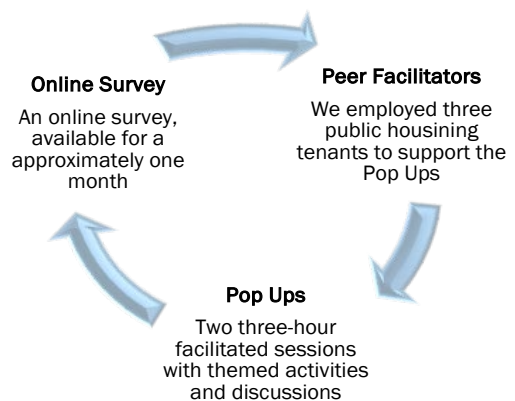 Online Survey
An online survey,
available for a
approximately one
month
Peer Facilitators
We employed three
public housining
tenants to support the
Pop Ups
Pop Ups
Two three-hour
facilitated sessions
with themed activities
and discussions